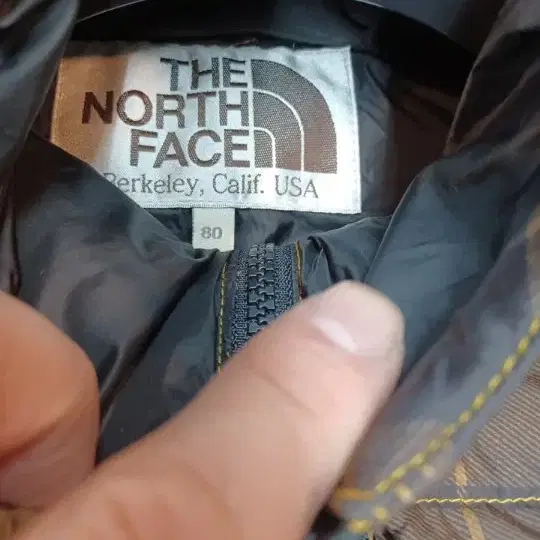 THE
NORTH
FACE
Berkeley, Calif. USA
80